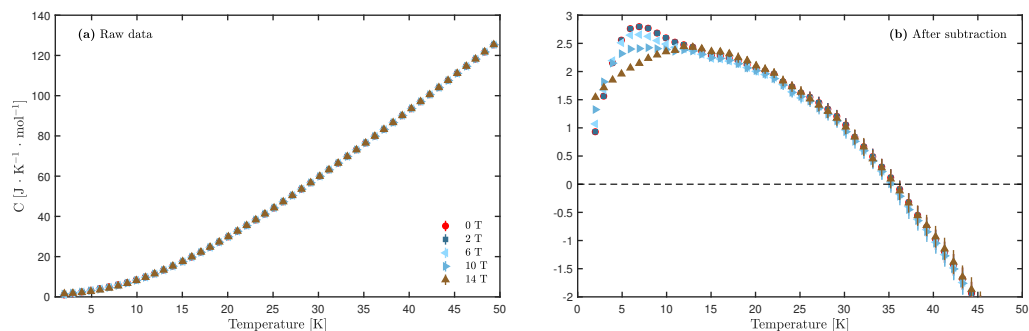 (a) Raw data
C [J · K⁻¹ · mol⁻¹]
140
120
100
80
60
40
20
0
0 T
2 T
6 T
10 T
14 T
5 10 15 20 25 30 35 40 45 50
Temperature [K]
(b) After subtraction
3
2.5
2
1.5
1
0.5
0
-0.5
-1
-1.5
-2
0 5 10 15 20 25 30 35 40 45 50
Temperature [K]